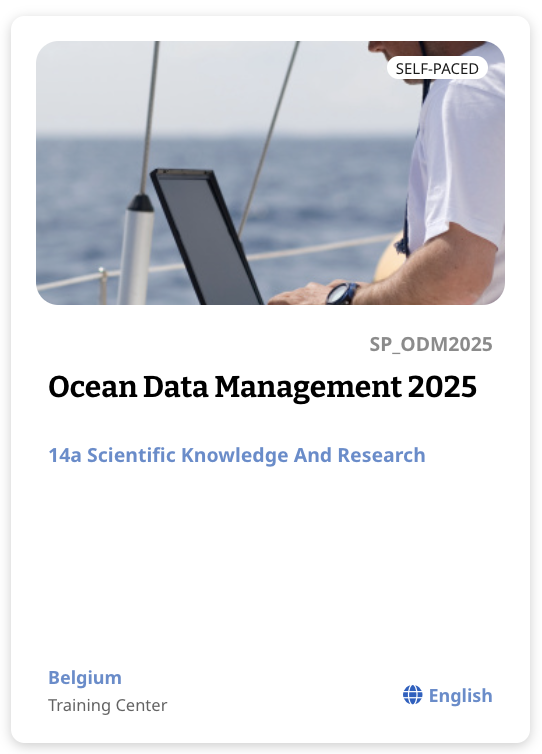 SELF-PACED
SP_ODM2025
Ocean Data Management 2025
14a Scientific Knowledge And Research
Belgium
Training Center
English